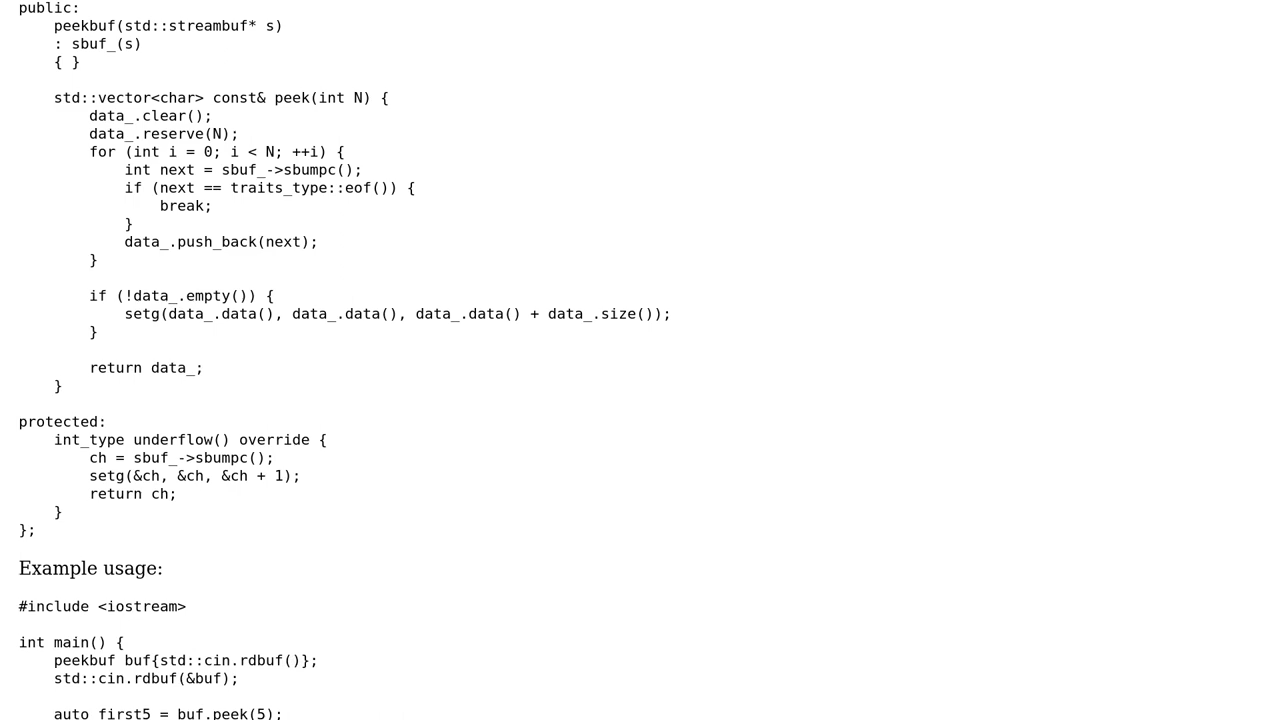 public:
    peekbuf(std::streambuf* s)
    : sbuf_(s)
    { }

    std::vector<char> const& peek(int N) {
        data_.clear();
        data_.reserve(N);
        for (int i = 0; i < N; ++i) {
            int next = sbuf_->sbumpc();
            if (next == traits_type::eof()) {
                break;
            }
            data_.push_back(next);
        }

        if (!data_.empty()) {
            setg(data_.data(), data_.data(), data_.data() + data_.size());
        }

        return data_;
    }

protected:
    int_type underflow() override {
        ch = sbuf_->sbumpc();
        setg(&ch, &ch, &ch + 1);
        return ch;
    }
};
Example usage:
#include <iostream>

int main() {
    peekbuf buf{std::cin.rdbuf()};
    std::cin.rdbuf(&buf);

    auto first5 = buf.peek(5);